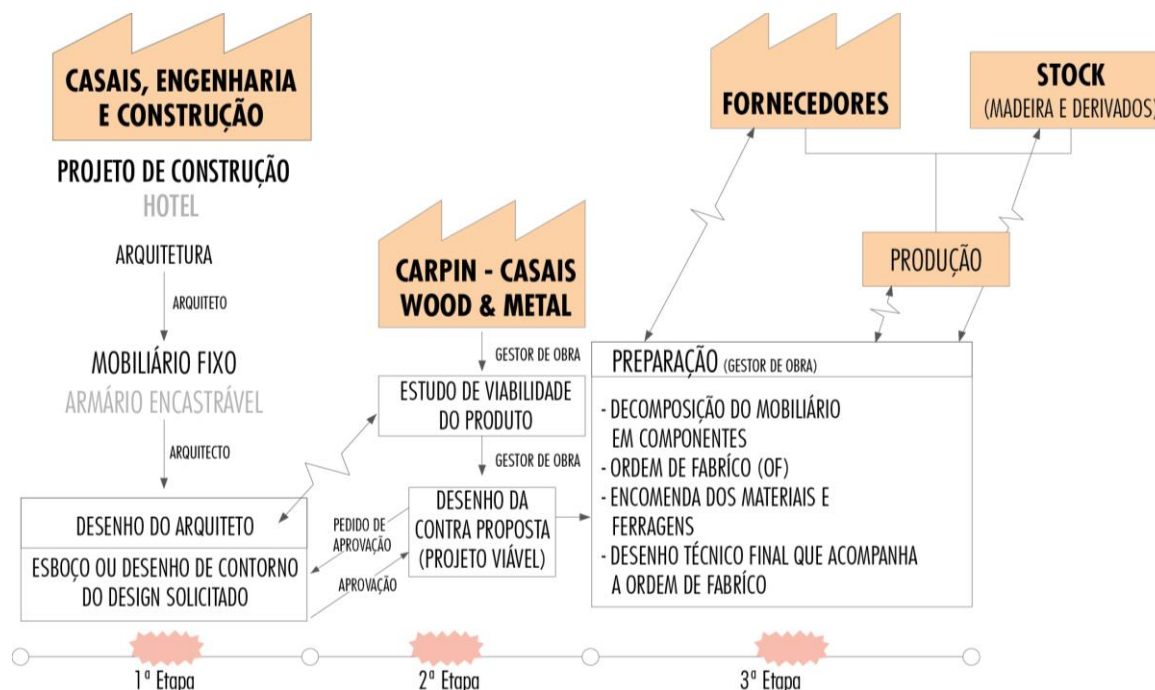 CASAIS, ENGENHARIA
E CONSTRUÇÃO
PROJETO DE CONSTRUÇÃO
HOTEL
ARQUITETURA
ARQUITETO
MOBILIÁRIO FIXO
ARMÁRIO ENCASTRÁVEL
ARQUITECTO
DESENHO DO ARQUITETO
ESBOÇO OU DESENHO DE CONTORNO
DO DESIGN SOLICITADO
CARPIN - CASAIS
WOOD & METAL
GESTOR DE OBRA
ESTUDO DE VIABILIDADE
DO PRODUTO
GESTOR DE OBRA
DESENHO DA
CONTRA PROPOSTA
(PROJETO VIÁVEL)
PEDIDO DE
APROVAÇÃO
APROVAÇÃO
FORNECEDORES
STOCK
(MADEIRA E DERIVADOS)
PRODUÇÃO
PREPARAÇÃO (GESTOR DE OBRA)
- DECOMPOSIÇÃO DO MOBILIÁRIO
EM COMPONENTES
- ORDEM DE FABRÍCO (OF)
- ENCOMENDA DOS MATERIAIS E
FERRAGENS
- DESENHO TÉCNICO FINAL QUE ACOMPANHA
A ORDEM DE FABRÍCO
1ª Etapa
2ª Etapa
3ª Etapa